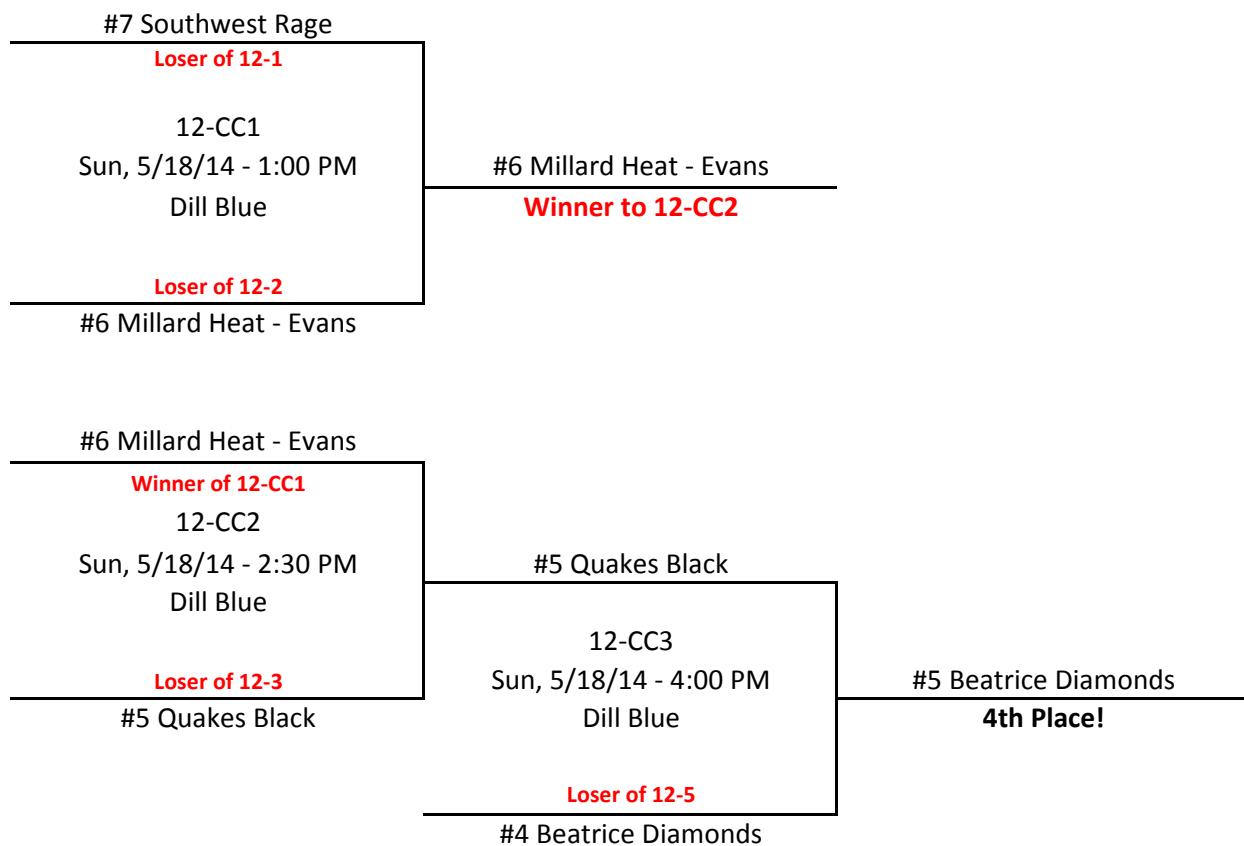 #7 Southwest Rage
Loser of 12-1
12-CC1
Sun, 5/18/14 - 1:00 PM
Dill Blue
#6 Millard Heat - Evans
Winner to 12-CC2
Loser of 12-2
#6 Millard Heat - Evans
#6 Millard Heat - Evans
Winner of 12-CC1
12-CC2
Sun, 5/18/14 - 2:30 PM
Dill Blue
#5 Quakes Black
Loser of 12-3
#5 Quakes Black
12-CC3
Sun, 5/18/14 - 4:00 PM
Dill Blue
#5 Beatrice Diamonds
4th Place!
Loser of 12-5
#4 Beatrice Diamonds